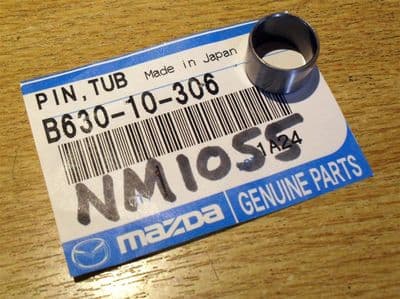 PIN, TUB Made in Japan
B630-10-306
1A24
NM1055
mazda GENUINE PARTS